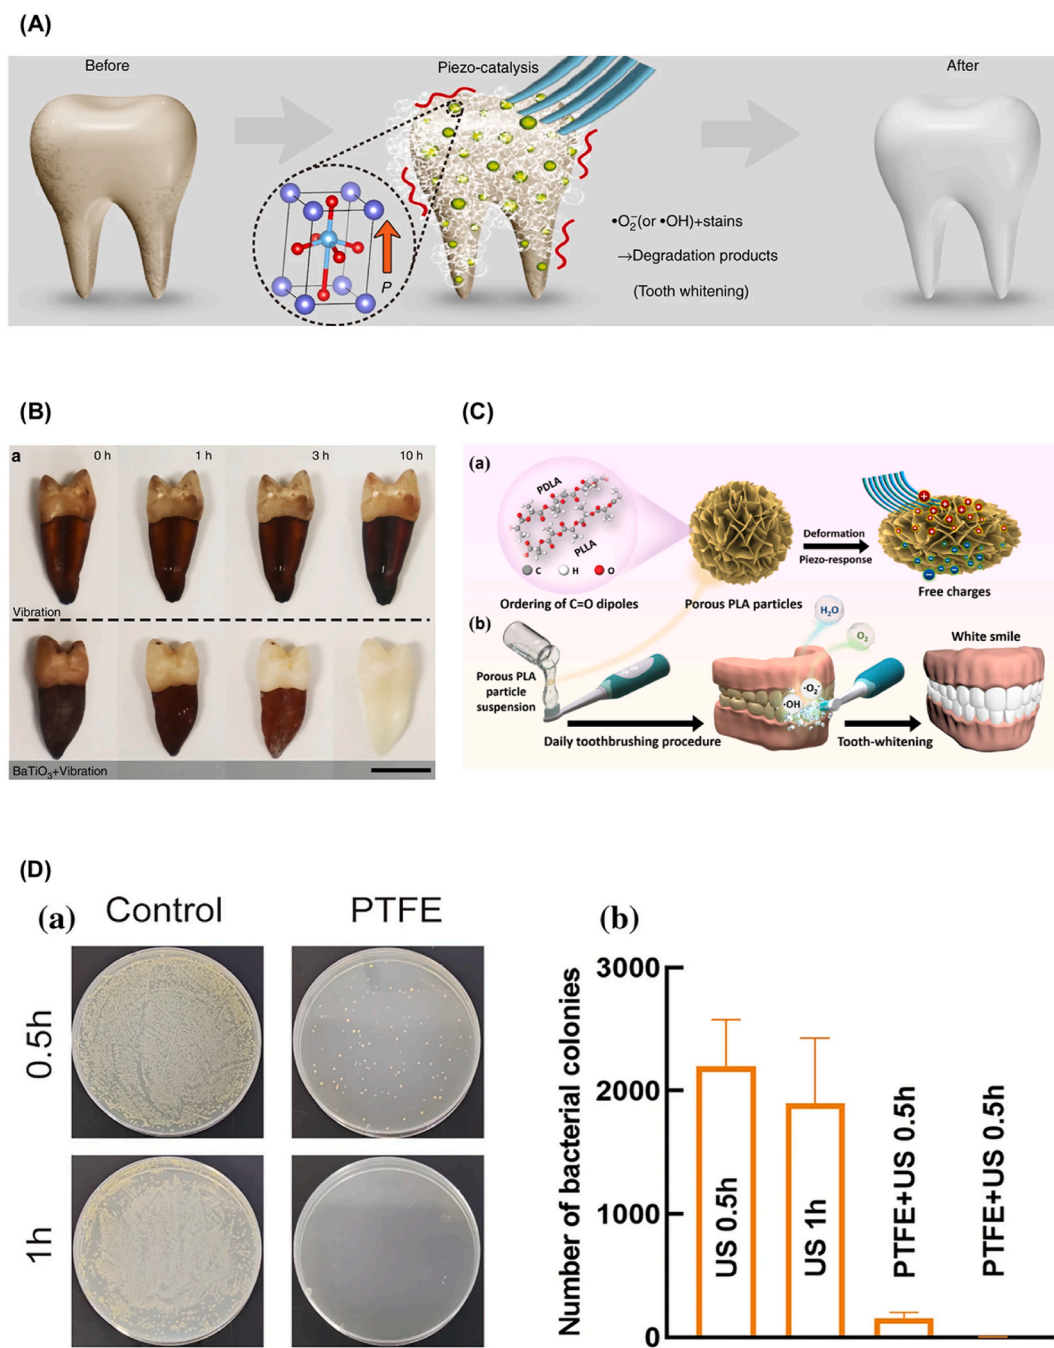 (A)
Before
Piezo-catalysis
After
P
•O₂⁻(or •OH)+stains
→Degradation products
(Tooth whitening)
(B)
a
0 h
1 h
3 h
10 h
Vibration
BaTiO₃+Vibration
(C)
(a)
PDLA
PLLA
C
H
O
Ordering of C=O dipoles
Porous PLA particles
Deformation
Piezo-response
Free charges
(b)
Porous PLA
particle
suspension
Daily toothbrushing procedure
H₂O
O₂
·O₂⁻
·OH
Tooth-whitening
White smile
(D)
(a)
Control
PTFE
0.5h
1h
(b)
Number of bacterial colonies
3000
2000
1000
0
US 0.5h
US 1h
PTFE+US 0.5h
PTFE+US 0.5h